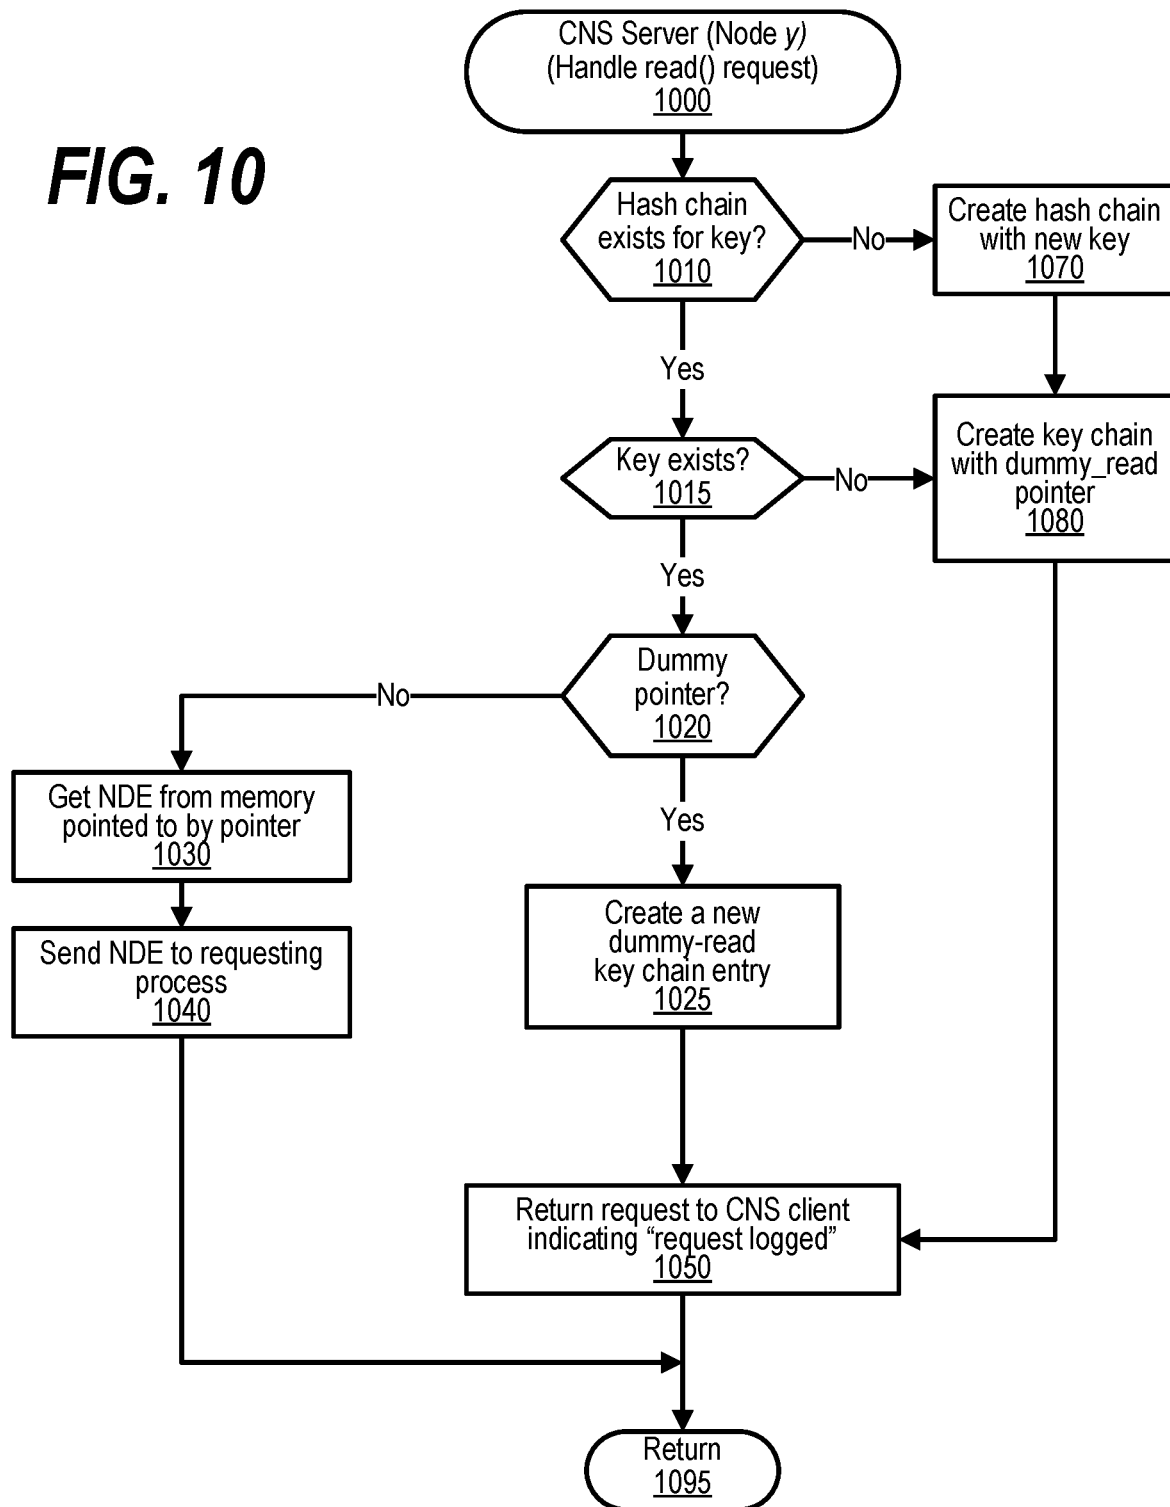 CNS Server (Node y)
(Handle read() request)
1000
FIG. 10
Hash chain
exists for key?
1010
No
Create hash chain
with new key
1070
Yes
Key exists?
1015
No
Create key chain
with dummy_read
pointer
1080
Yes
Dummy
pointer?
1020
No
Get NDE from memory
pointed to by pointer
1030
Yes
Send NDE to requesting
process
1040
Create a new
dummy-read
key chain entry
1025
Return request to CNS client
indicating “request logged”
1050
Return
1095